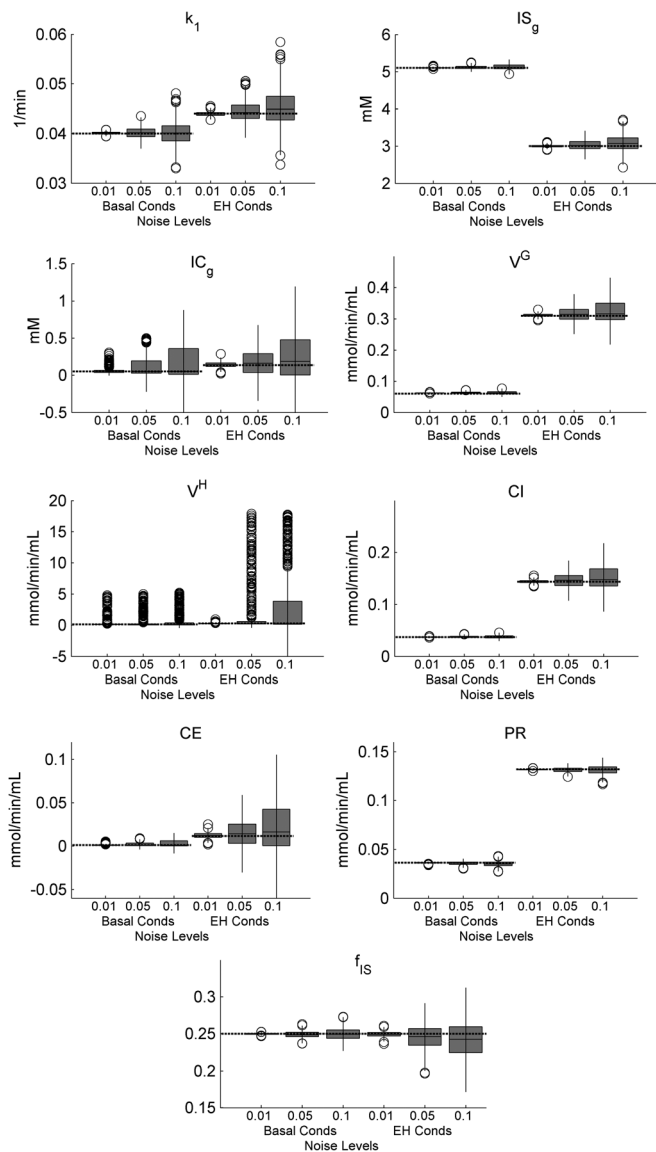 k1
0.06
0.05
0.04
0.03
1/min
0.01 0.05 0.1 0.01 0.05 0.1
Basal Conds EH Conds
Noise Levels
ISg
6
5
4
3
2
mM
0.01 0.05 0.1 0.01 0.05 0.1
Basal Conds EH Conds
Noise Levels
ICg
1.5
1
0.5
0
-0.5
mM
0.01 0.05 0.1 0.01 0.05 0.1
Basal Conds EH Conds
Noise Levels
VG
0.4
0.3
0.2
0.1
0
mmol/min/mL
0.01 0.05 0.1 0.01 0.05 0.1
Basal Conds EH Conds
Noise Levels
VH
20
15
10
5
0
-5
mmol/min/mL
0.01 0.05 0.1 0.01 0.05 0.1
Basal Conds EH Conds
Noise Levels
CI
0.2
0.1
0
mmol/min/mL
0.01 0.05 0.1 0.01 0.05 0.1
Basal Conds EH Conds
Noise Levels
CE
0.1
0.05
0
-0.05
mmol/min/mL
0.01 0.05 0.1 0.01 0.05 0.1
Basal Conds EH Conds
Noise Levels
PR
0.15
0.1
0.05
0
mmol/min/mL
0.01 0.05 0.1 0.01 0.05 0.1
Basal Conds EH Conds
Noise Levels
fIS
0.3
0.25
0.2
0.15
0.01 0.05 0.1 0.01 0.05 0.1
Basal Conds EH Conds
Noise Levels